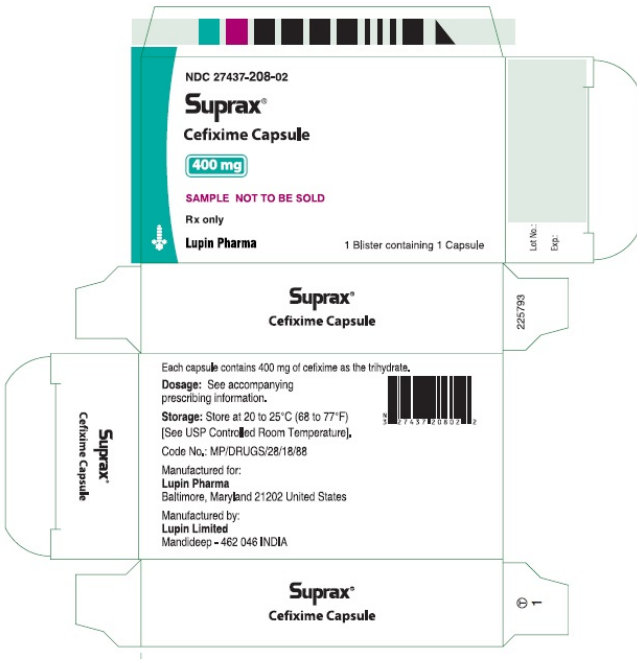 NDC 27437-208-02
Suprax®
Cefixime Capsule
400 mg
SAMPLE NOT TO BE SOLD
Rx only
Lupin Pharma
1 Blister containing 1 Capsule
Lot No.:
Exp.:
Suprax®
Cefixime Capsule
225793
Each capsule contains 400 mg of cefixime as the trihydrate.
Dosage: See accompanying
prescribing information.
Storage: Store at 20 to 25°C (68 to 77°F)
[See USP Controlled Room Temperature].
Code No.: MP/DRUGS/28/18/88
Manufactured for:
Lupin Pharma
Baltimore, Maryland 21202 United States
Manufactured by:
Lupin Limited
Mandideep - 462 046 INDIA
N
3 27437 20802 2
Suprax®
Cefixime Capsule
Suprax®
Cefixime Capsule
T 1